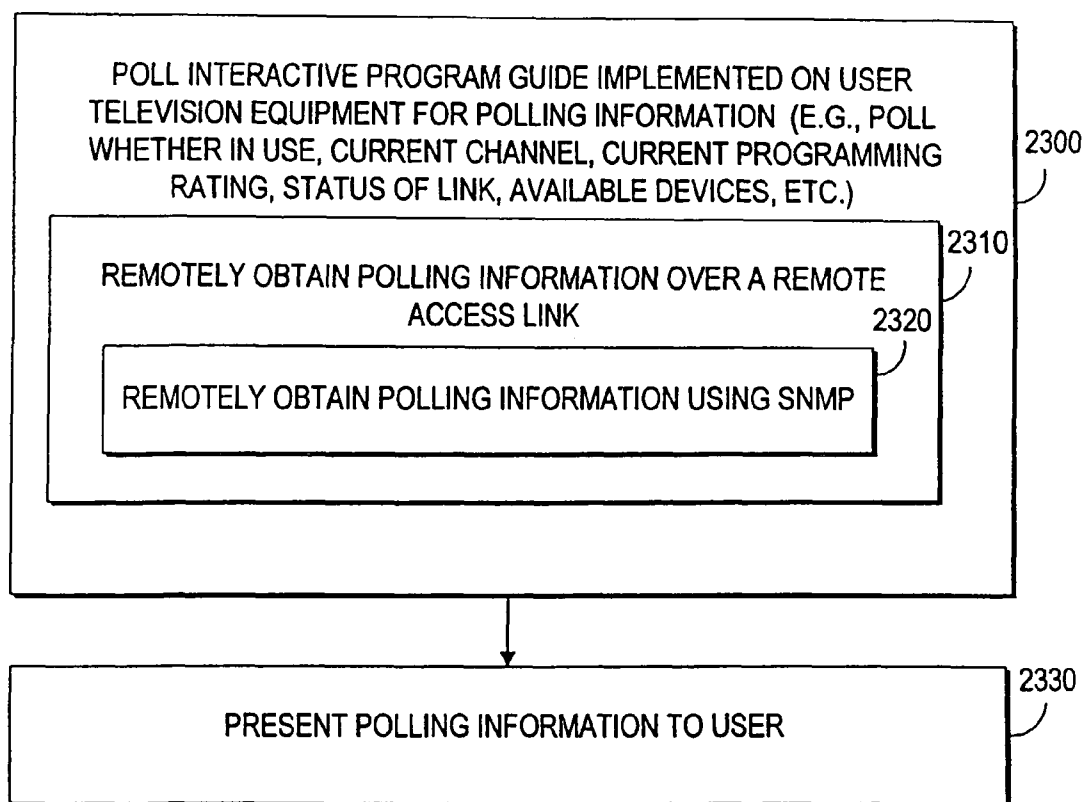 POLL INTERACTIVE PROGRAM GUIDE IMPLEMENTED ON USER
TELEVISION EQUIPMENT FOR POLLING INFORMATION (E.G., POLL
WHETHER IN USE, CURRENT CHANNEL, CURRENT PROGRAMMING
RATING, STATUS OF LINK, AVAILABLE DEVICES, ETC.)
2300
2310
REMOTELY OBTAIN POLLING INFORMATION OVER A REMOTE
ACCESS LINK
2320
REMOTELY OBTAIN POLLING INFORMATION USING SNMP
2330
PRESENT POLLING INFORMATION TO USER